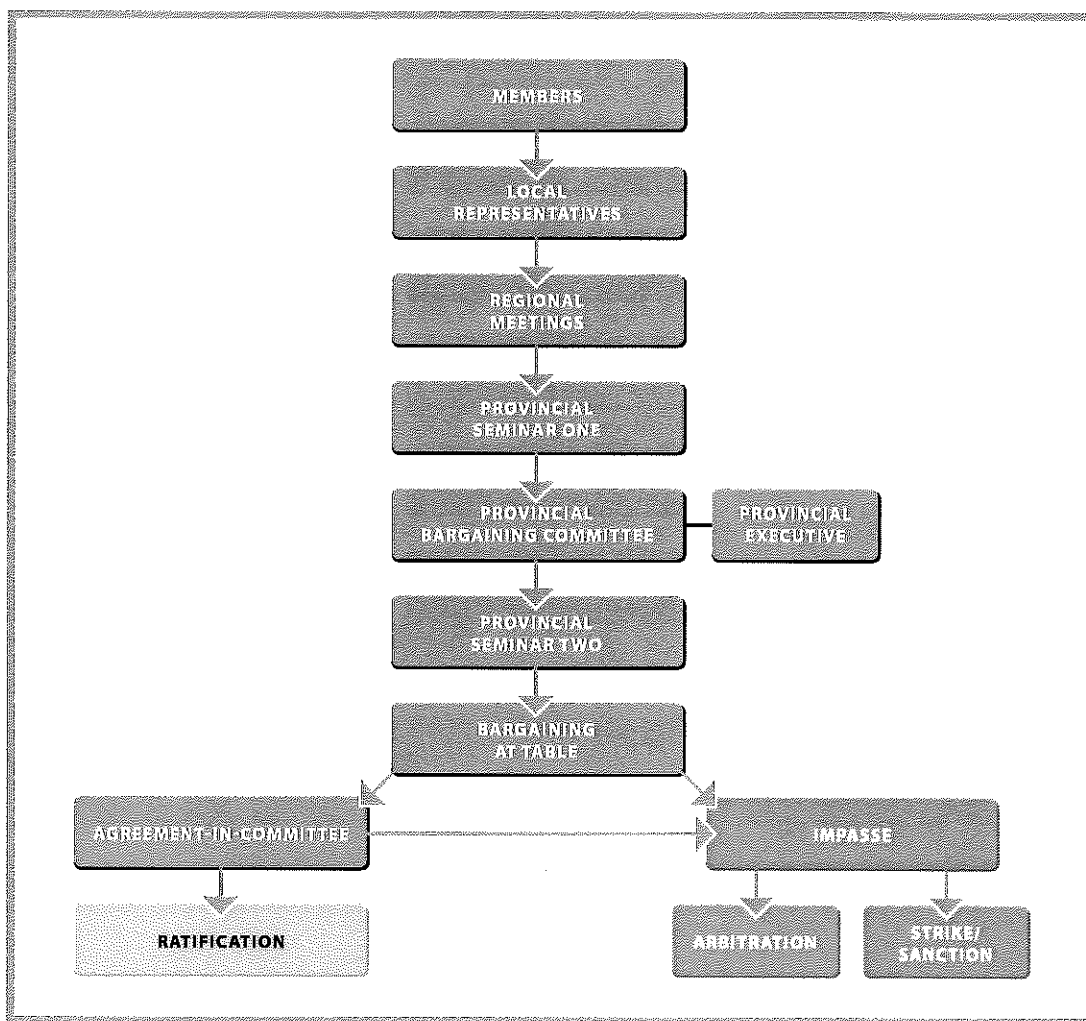 MEMBERS
LOCAL
REPRESENTATIVES
REGIONAL
MEETINGS
PROVINCIAL
SEMINAR ONE
PROVINCIAL
BARGAINING COMMITTEE
PROVINCIAL
EXECUTIVE
PROVINCIAL
SEMINAR TWO
BARGAINING
AT TABLE
AGREEMENT-IN-COMMITTEE
IMPASSE
RATIFICATION
ARBITRATION
STRIKE/
SANCTION